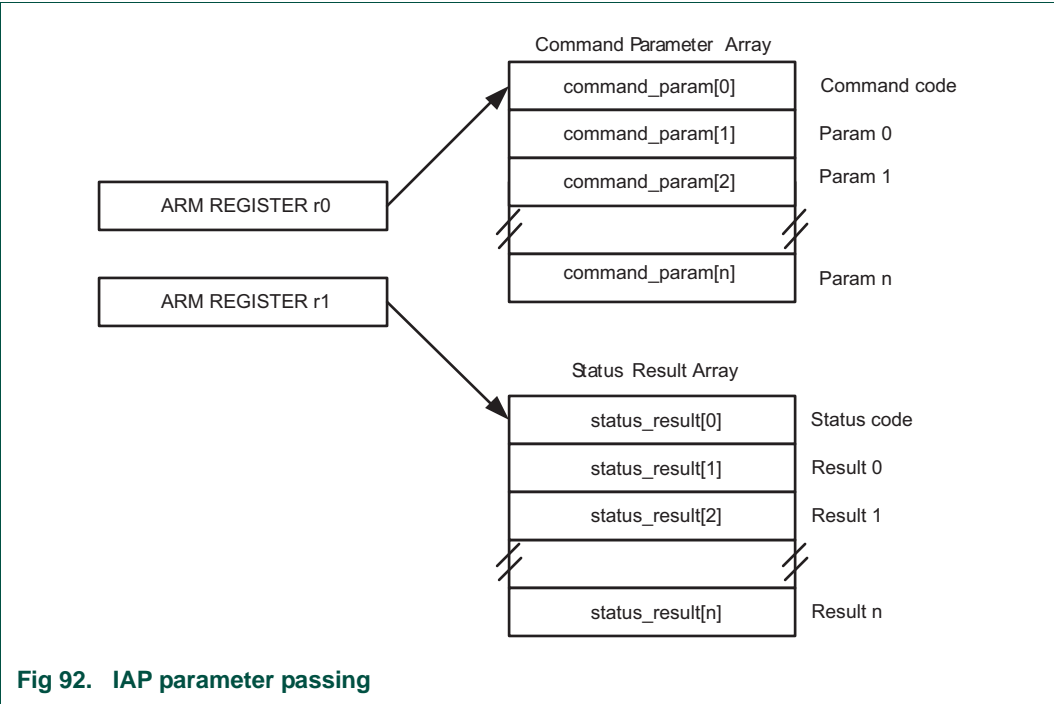 Command Parameter Array
command_param[0] Command code
command_param[1] Param 0
command_param[2] Param 1
ARM REGISTER r0
command_param[n] Param n
ARM REGISTER r1
Status Result Array
status_result[0] Status code
status_result[1] Result 0
status_result[2] Result 1
status_result[n] Result n
Fig 92. IAP parameter passing